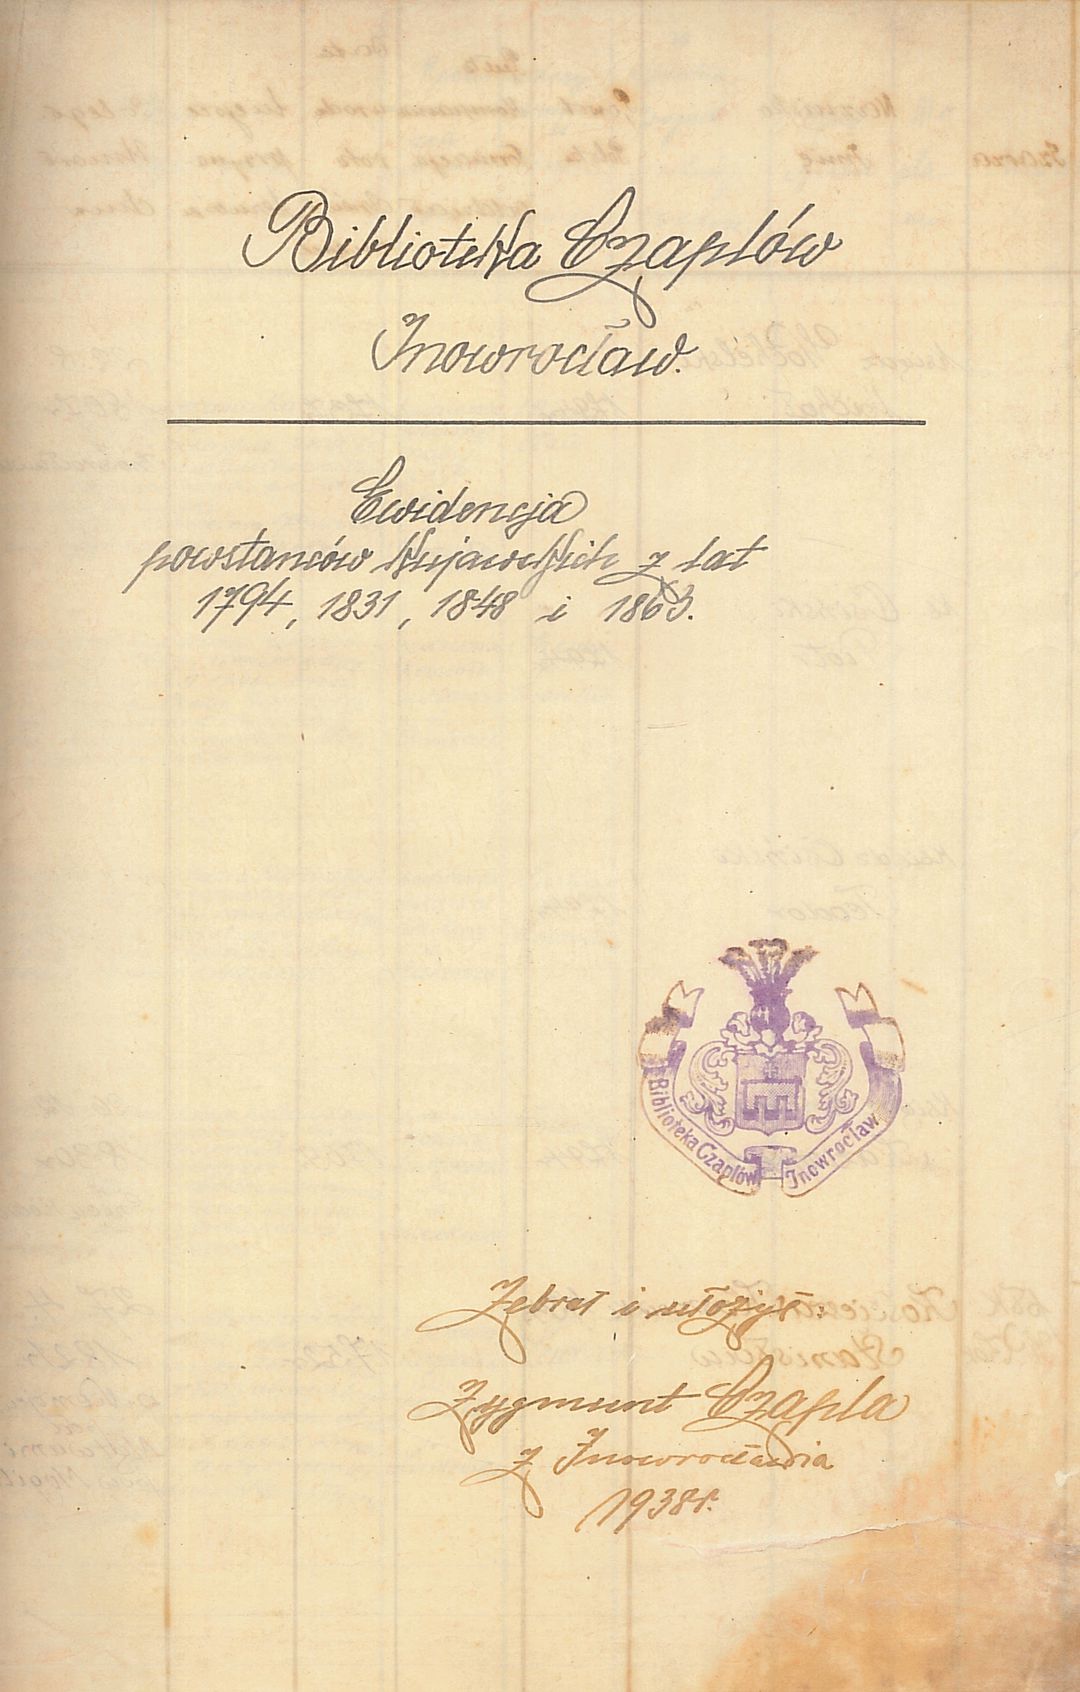 Biblioteka Czaplów
Inowrocław.
Ewidencja
powstańców kujawskich z lat
1794, 1831, 1848 i 1863.
Biblioteka Czaplów Inowrocław
Zebrał i ułożył:
Zygmunt Czapla
z Inowrocławia
1938 r.